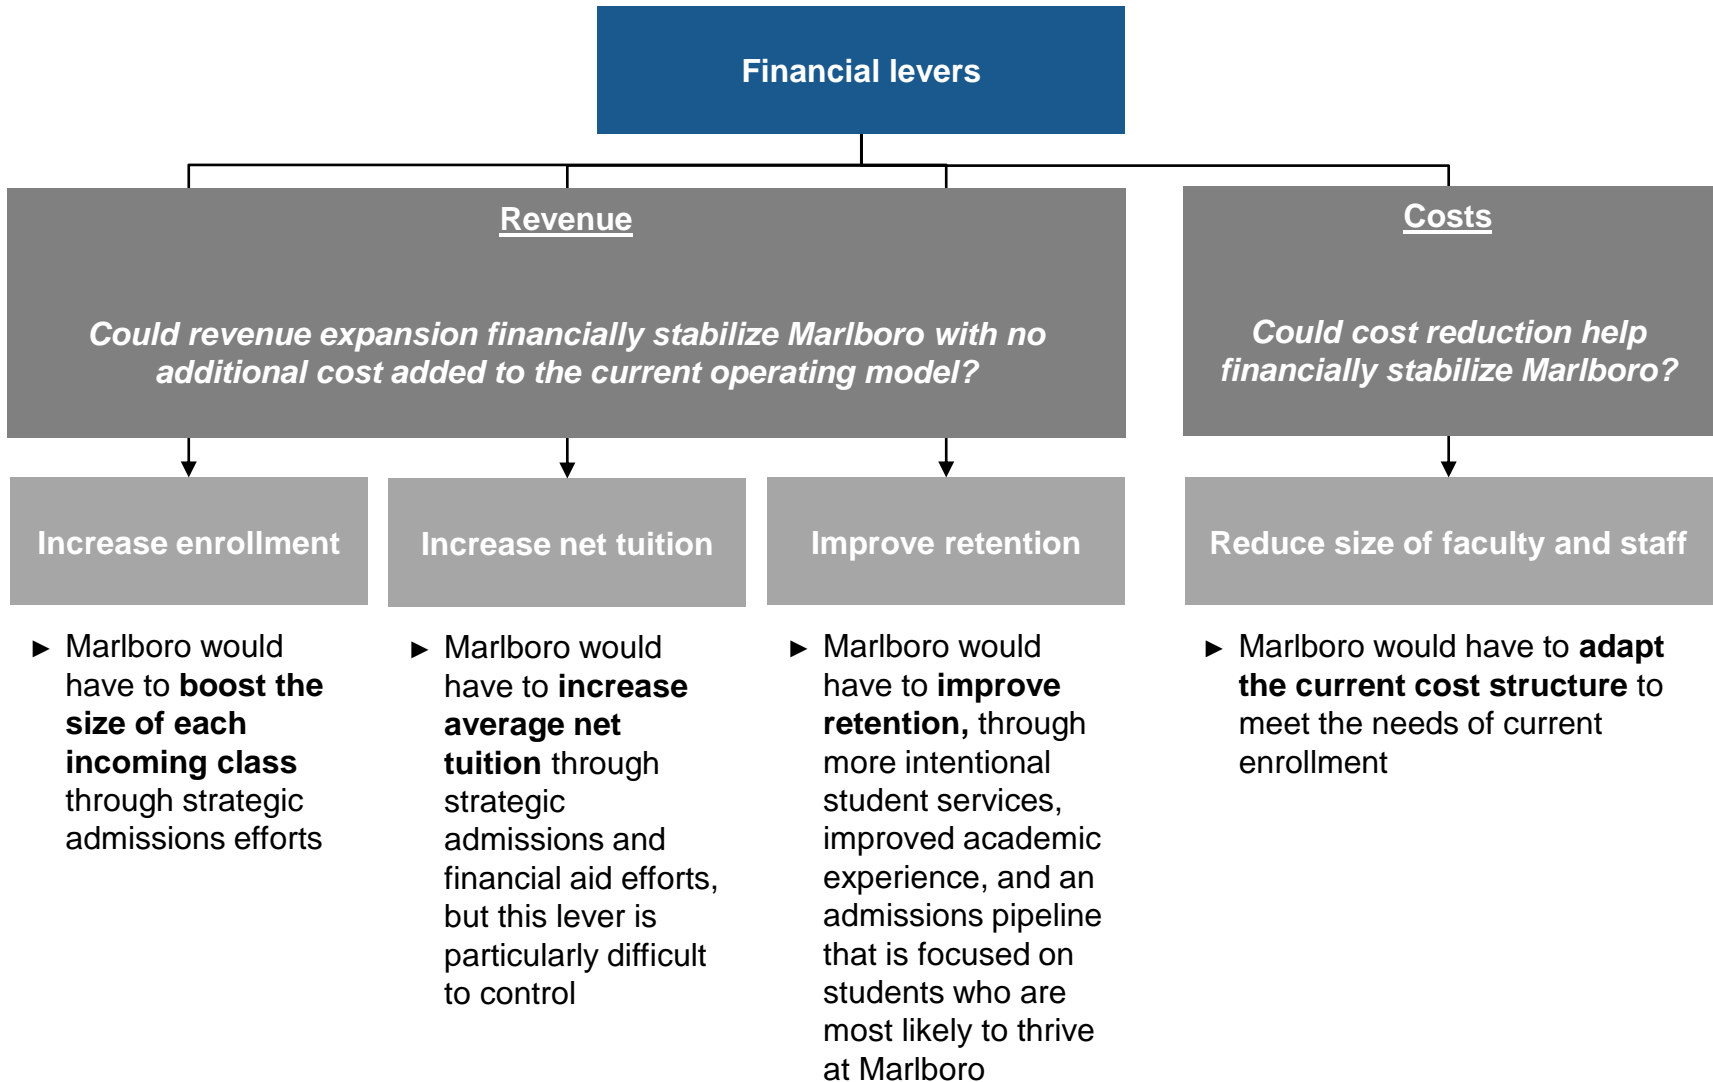 Financial levers
Revenue
Could revenue expansion financially stabilize Marlboro with no
additional cost added to the current operating model?
Costs
Could cost reduction help
financially stabilize Marlboro?
Increase enrollment
► Marlboro would
have to boost the
size of each
incoming class
through strategic
admissions efforts
Increase net tuition
► Marlboro would
have to increase
average net
tuition through
strategic
admissions and
financial aid efforts,
but this lever is
particularly difficult
to control
Improve retention
► Marlboro would
have to improve
retention, through
more intentional
student services,
improved academic
experience, and an
admissions pipeline
that is focused on
students who are
most likely to thrive
at Marlboro
Reduce size of faculty and staff
► Marlboro would have to adapt
the current cost structure to
meet the needs of current
enrollment